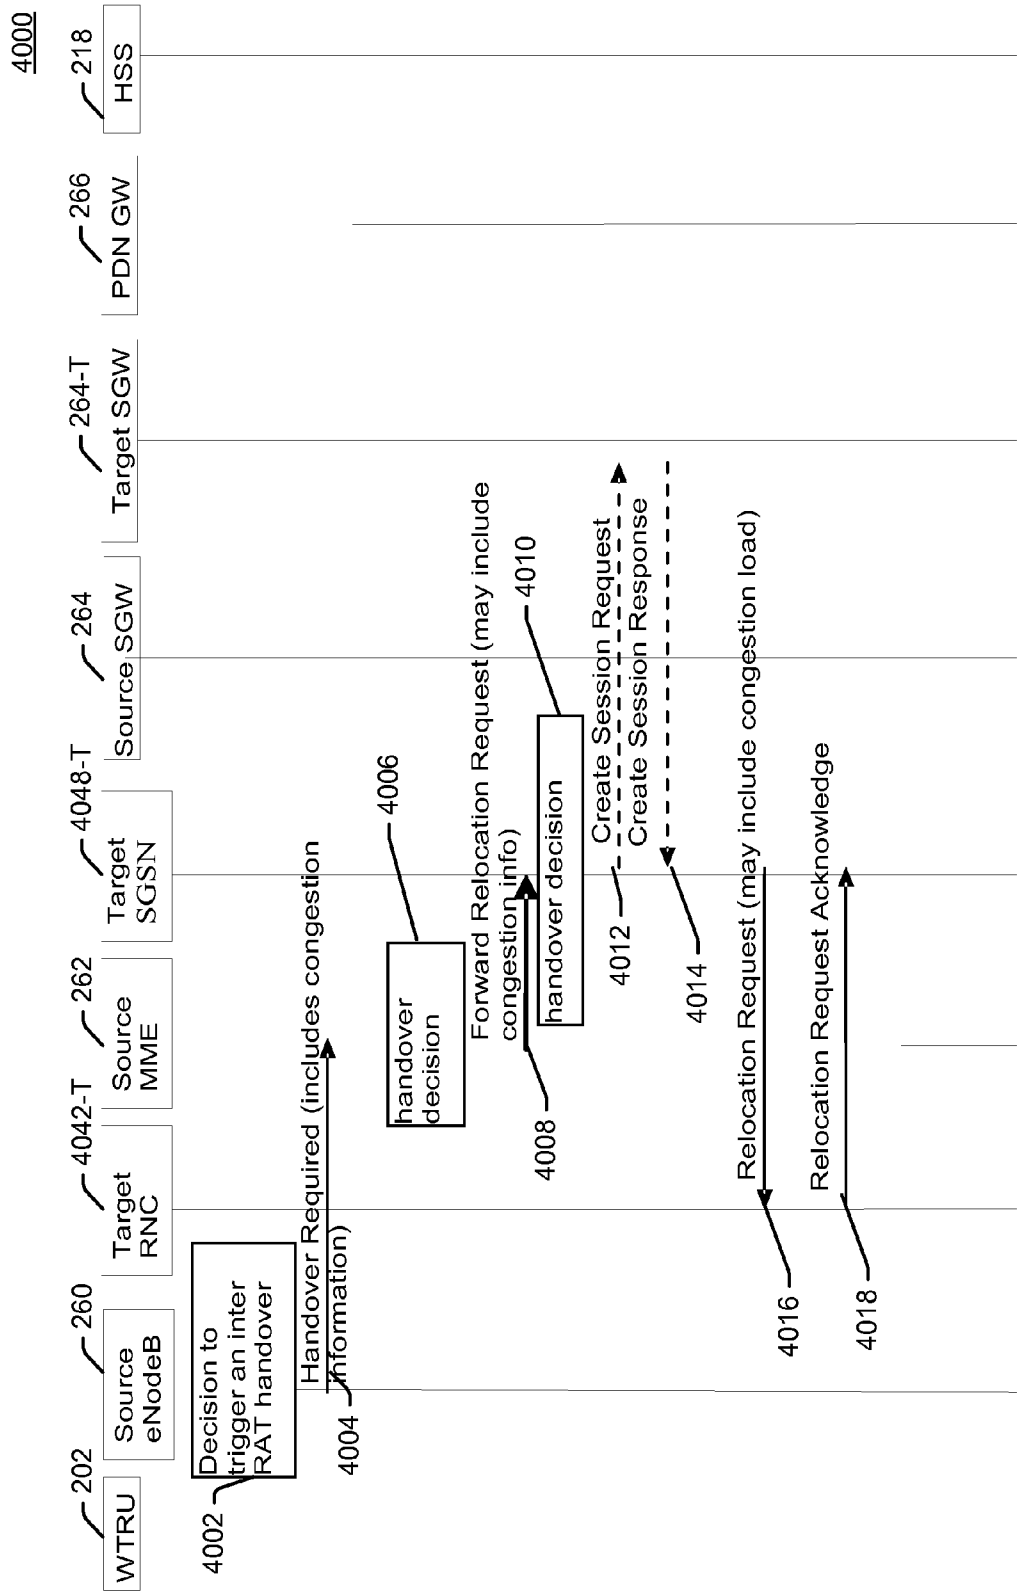 4000
202
260
4042-T
262
4048-T
264
264-T
266
218
WTRU
Source
eNodeB
Target
RNC
Source
MME
Target
SGSN
Source SGW
Target SGW
PDN GW
HSS
4002
Decision to
trigger an inter
RAT handover
Handover Required (includes congestion
information)
4004
handover
decision
4006
Forward Relocation Request (may include
congestion info)
4008
handover decision
4010
Create Session Request
4012
Create Session Response
4014
Relocation Request (may include congestion load)
4016
Relocation Request Acknowledge
4018